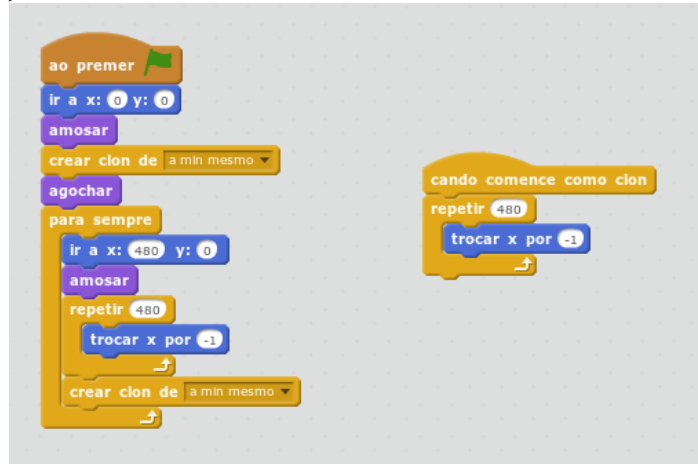 ao premer
ir a x: 0 y: 0
amosar
crear clon de a min mesmo
agochar
para sempre
ir a x: 480 y: 0
amosar
repetir 480
trocar x por -1
crear clon de a min mesmo
cando comence como clon
repetir 480
trocar x por -1